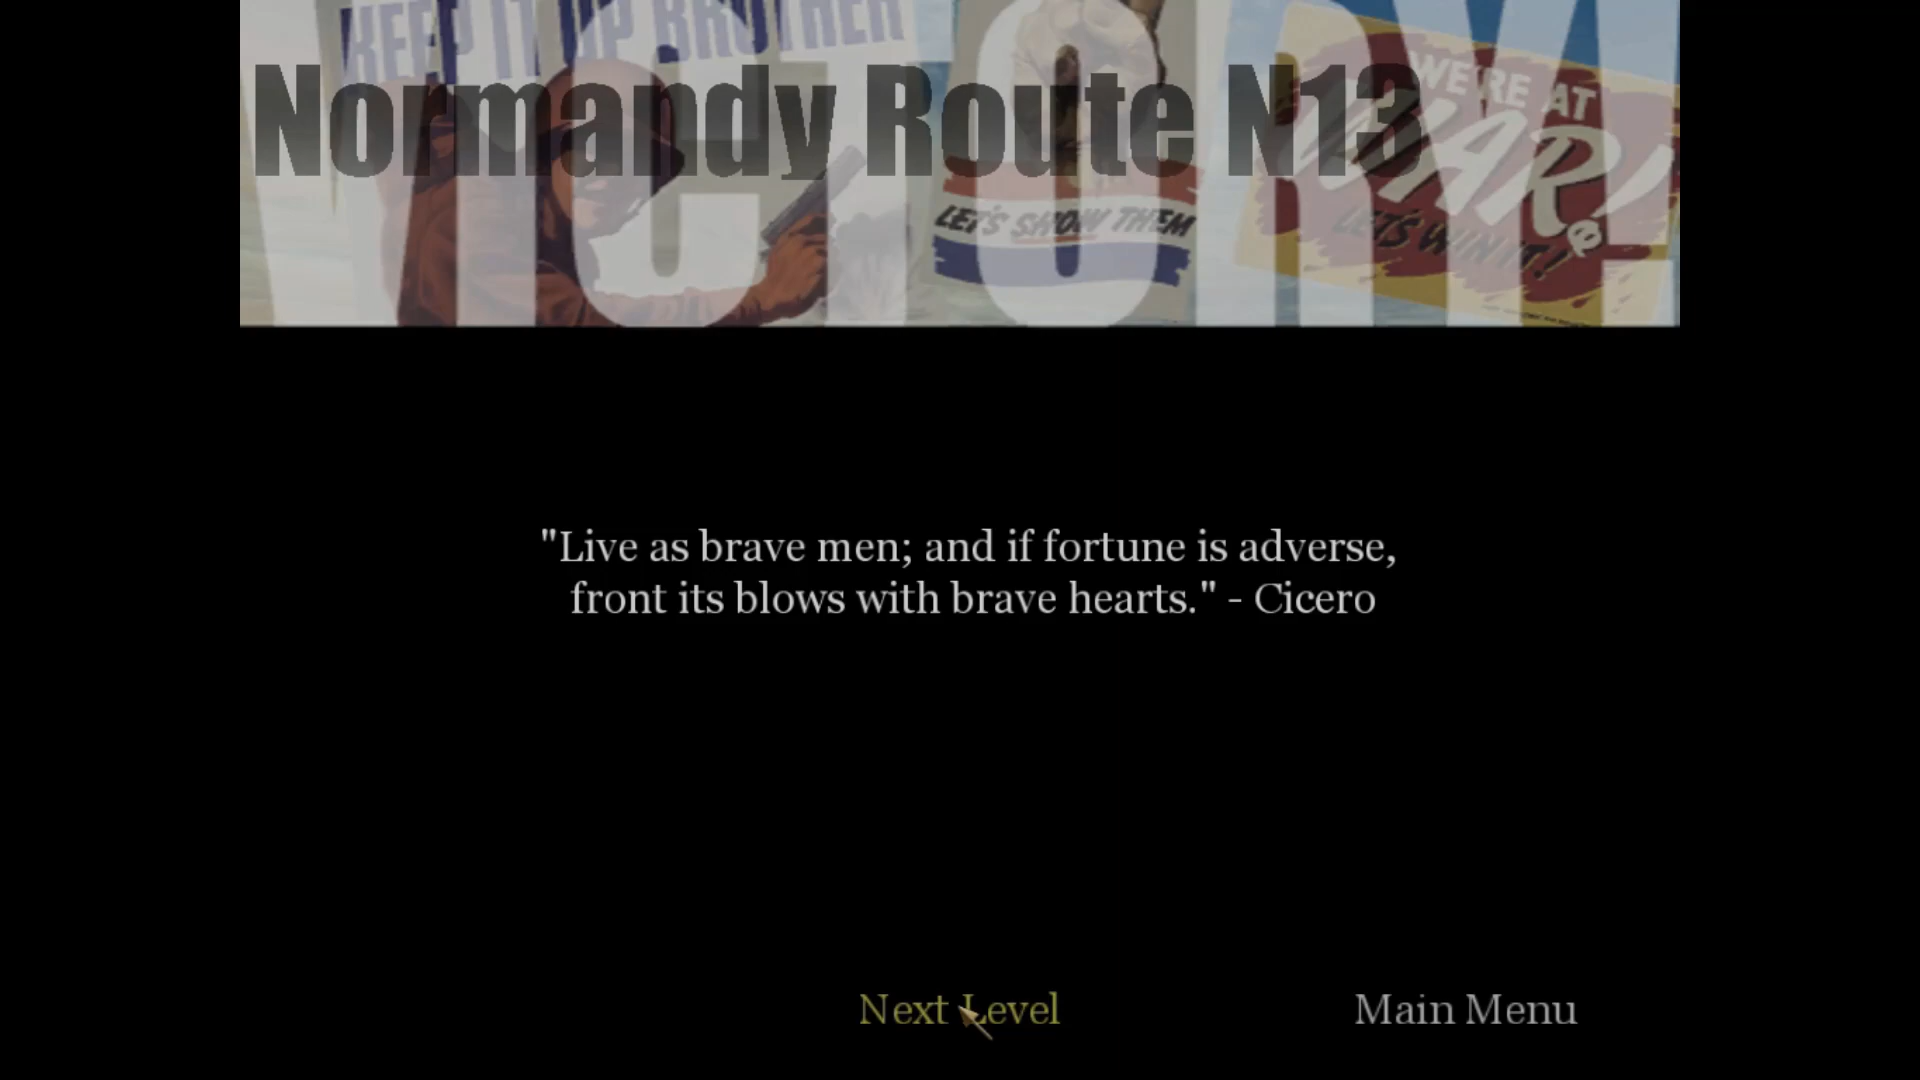 KEEP IT UP BROTHER
VICTORY!
Normandy Route N13
WE'RE AT
WAR!
LET'S SHOW THEM
LET'S WIN IT!
"Live as brave men; and if fortune is adverse,
front its blows with brave hearts." - Cicero
Next Level
Main Menu